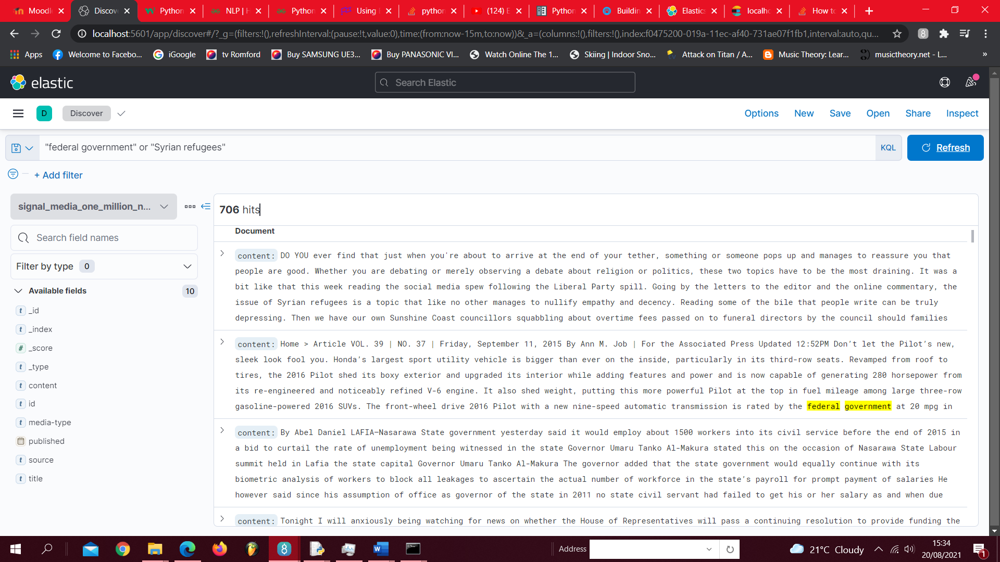 Moodl
Discov
Python
NLP | H
Python
Using
python
(124) E
Python
Buildin
Elastics
localho
How to
localhost:5601/app/discover#/?_g=(filters:!(),refreshInterval:(pause:!t,value:0),time:(from:now-15m,to:now))&_a=(columns:!(),filters:!(),index:f0475200-019a-11ec-af40-731ae07f1fb1,interval:auto,qu...
Apps
Welcome to Facebo...
iGoogle
tv Romford
Buy SAMSUNG UE3...
Buy PANASONIC VI...
Watch Online The 1...
Skiing | Indoor Sno...
Attack on Titan / A...
Music Theory: Lear...
musictheory.net - L...
»
elastic
Search Elastic
D
Discover
Options
New
Save
Open
Share
Inspect
"federal government" or "Syrian refugees"
KQL
Refresh
+ Add filter
signal_media_one_million_n...
706 hits
Search field names
Filter by type 0
Available fields
10
t _id
t _index
# _score
t _type
t content
t id
t media-type
published
t source
t title
Document
content: DO YOU ever find that just when you're about to arrive at the end of your tether, something or someone pops up and manages to reassure you that
people are good. Whether you are debating or merely observing a debate about religion or politics, these two topics have to be the most draining. It was a
bit like that this week reading the social media spew following the Liberal Party spill. Going by the letters to the editor and the online commentary, the
issue of Syrian refugees is a topic that like no other manages to nullify empathy and decency. Reading some of the bile that people write can be truly
depressing. Then we have our own Sunshine Coast councillors squabbling about overtime fees passed on to funeral directors by the council should families
content: Home > Article VOL. 39 | NO. 37 | Friday, September 11, 2015 By Ann M. Job | For the Associated Press Updated 12:52PM Don't let the Pilot's new,
sleek look fool you. Honda's largest sport utility vehicle is bigger than ever on the inside, particularly in its third-row seats. Revamped from roof to
tires, the 2016 Pilot shed its boxy exterior and upgraded its interior while adding features and power and is now capable of generating 280 horsepower from
its re-engineered and noticeably refined V-6 engine. It also shed weight, putting this more powerful Pilot at the top in fuel mileage among large three-row
gasoline-powered 2016 SUVs. The front-wheel drive 2016 Pilot with a new nine-speed automatic transmission is rated by the federal government at 20 mpg in
content: By Abel Daniel LAFIA—Nasarawa State government yesterday said it would employ about 1500 workers into its civil service before the end of 2015 in
a bid to curtail the rate of unemployment being witnessed in the state Governor Umaru Tanko Al-Makura stated this on the occasion of Nasarawa State Labour
summit held in Lafia the state capital Governor Umaru Tanko Al-Makura The governor added that the state government would equally continue with its
biometric analysis of workers to block all leakages to ascertain the actual number of workforce in the state's payroll for prompt payment of salaries He
however said since his assumption of office as governor of the state in 2011 no state civil servant had failed to get his or her salary as and when due
content: Tonight I will anxiously being watching for news on whether the House of Representatives will pass a continuing resolution to provide funding the
Address
21°C Cloudy
15:34
20/08/2021
1